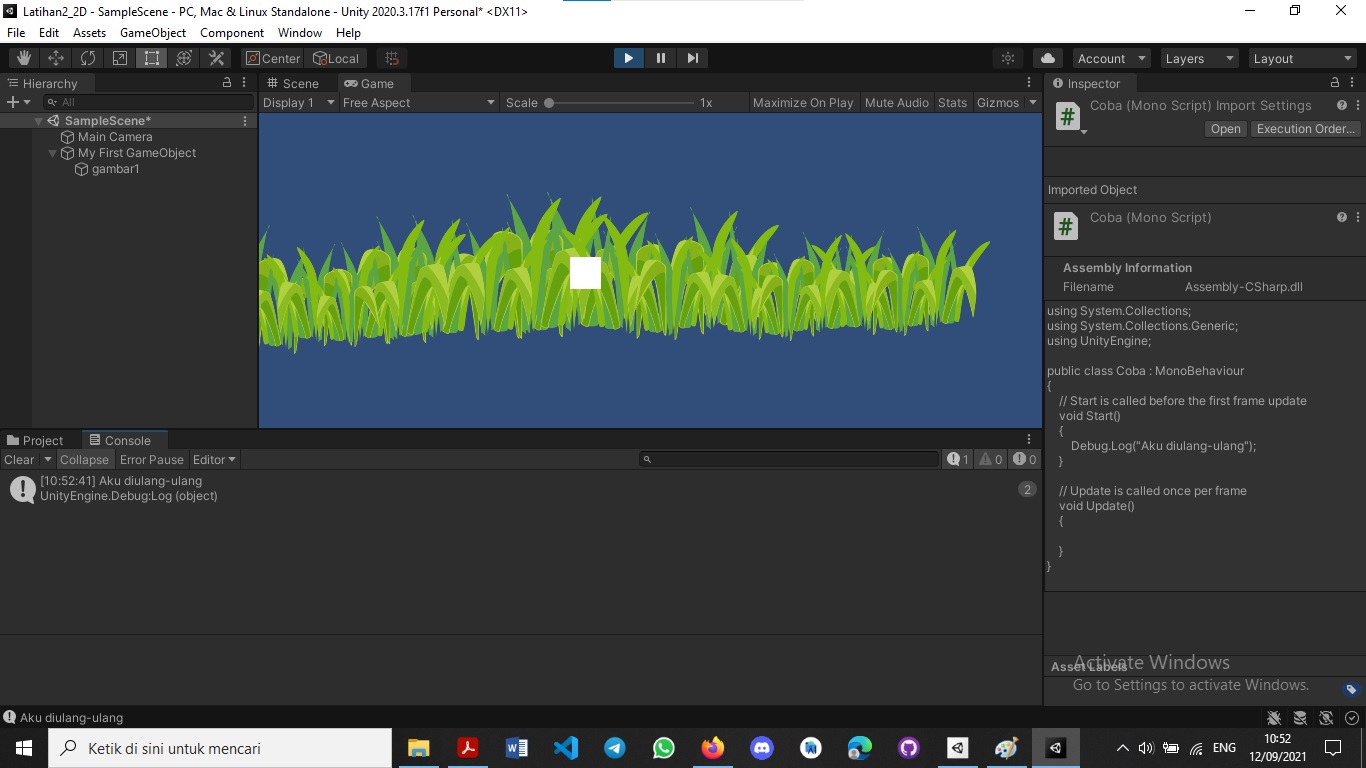 Latihan2_2D - SampleScene - PC, Mac & Linux Standalone - Unity 2020.3.17f1 Personal* <DX11>
File Edit Assets GameObject Component Window Help
Center Local Account Layers Layout
Hierarchy
All
SampleScene*
Main Camera
My First GameObject
gambar1
Scene Game
Display 1 Free Aspect Scale 1x Maximize On Play Mute Audio Stats Gizmos
Inspector
Coba (Mono Script) Import Settings
Open Execution Order...
Imported Object
Coba (Mono Script)
Assembly Information
Filename Assembly-CSharp.dll
using System.Collections;
using System.Collections.Generic;
using UnityEngine;
public class Coba : MonoBehaviour
{
// Start is called before the first frame update
void Start()
{
Debug.Log("Aku diulang-ulang");
}
// Update is called once per frame
void Update()
{
}
}
Asset Labels
Project Console
Clear Collapse Error Pause Editor 1 0 0
[10:52:41] Aku diulang-ulang
UnityEngine.Debug:Log (object)
2
Activate Windows
Go to Settings to activate Windows.
Aku diulang-ulang
Ketik di sini untuk mencari
ENG
10:52
12/09/2021